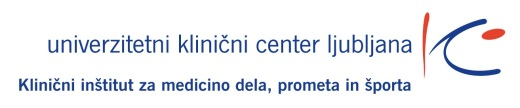 univerzitetni klinični center ljubljana
Klinični inštitut za medicino dela, prometa in športa